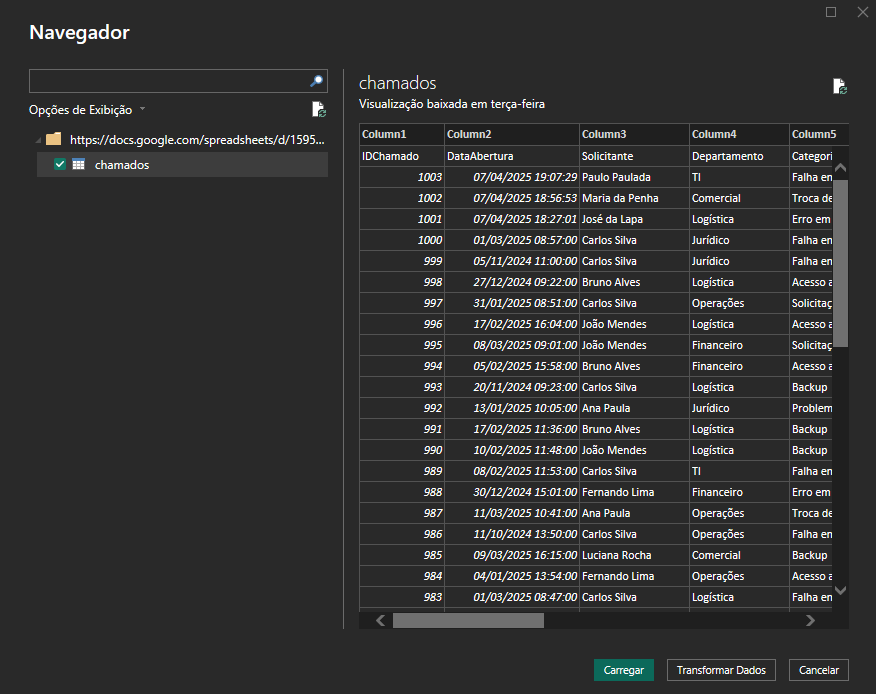 Navegador
Opções de Exibição
https://docs.google.com/spreadsheets/d/1595...
chamados
chamados
Visualização baixada em terça-feira
Column1 Column2 Column3 Column4 Column5
IDChamado DataAbertura Solicitante Departamento Categori
1003 07/04/2025 19:07:29 Paulo Paulada TI Falha en
1002 07/04/2025 18:56:53 Maria da Penha Comercial Troca de
1001 07/04/2025 18:27:01 José da Lapa Logística Erro em
1000 01/03/2025 08:57:00 Carlos Silva Jurídico Falha en
999 05/11/2024 11:00:00 Carlos Silva Jurídico Falha en
998 27/12/2024 09:22:00 Bruno Alves Logística Acesso a
997 31/01/2025 08:51:00 Carlos Silva Operações Solicitaç
996 17/02/2025 16:04:00 João Mendes Logística Acesso a
995 08/03/2025 09:01:00 João Mendes Financeiro Solicitaç
994 05/02/2025 15:58:00 Bruno Alves Financeiro Acesso a
993 20/11/2024 09:23:00 Carlos Silva Logística Backup
992 13/01/2025 10:05:00 Ana Paula Jurídico Problem
991 17/02/2025 11:36:00 Bruno Alves Logística Backup
990 10/02/2025 11:48:00 João Mendes Logística Backup
989 08/02/2025 11:53:00 Carlos Silva TI Falha en
988 30/12/2024 15:01:00 Fernando Lima Financeiro Erro em
987 11/03/2025 10:41:00 Ana Paula Operações Troca de
986 11/10/2024 13:50:00 Carlos Silva Operações Falha en
985 09/03/2025 16:15:00 Luciana Rocha Comercial Backup
984 04/01/2025 13:54:00 Fernando Lima Operações Acesso a
983 01/03/2025 08:47:00 Carlos Silva Logística Falha en
Carregar Transformar Dados Cancelar